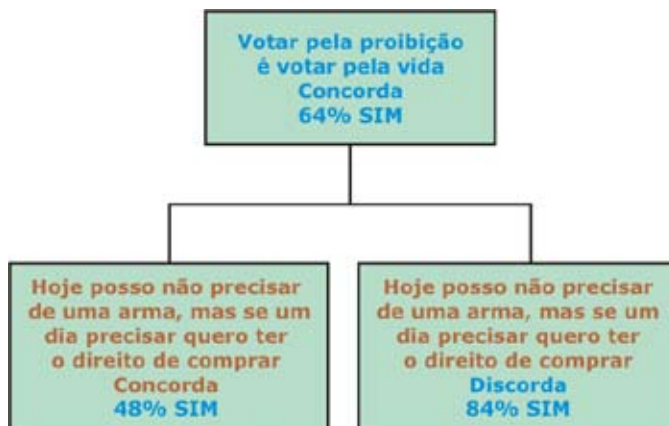 Votar pela proibição
é votar pela vida
Concorda
64% SIM
Hoje posso não precisar
de uma arma, mas se um
dia precisar quero ter
o direito de comprar
Concorda
48% SIM
Hoje posso não precisar
de uma arma, mas se um
dia precisar quero ter
o direito de comprar
Discorda
84% SIM